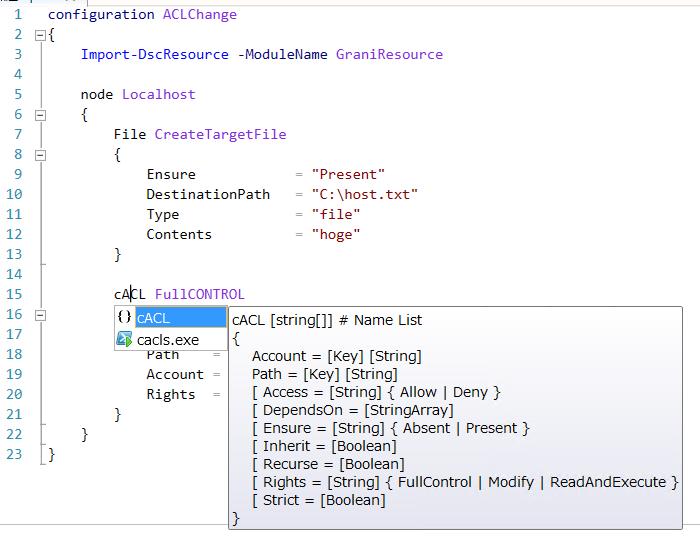 1 configuration ACLChange
2 {
3 Import-DscResource -ModuleName GraniResource
4
5 node Localhost
6 {
7 File CreateTargetFile
8 {
9 Ensure = "Present"
10 DestinationPath = "C:\host.txt"
11 Type = "file"
12 Contents = "hoge"
13 }
14
15 cACL FullCONTROL
16
17
18 Path =
19 Account =
20 Rights =
21 }
22 }
23 }
{} cACL
cacls.exe
cACL [string[]] # Name List
{
Account = [Key] [String]
Path = [Key] [String]
[ Access = [String] { Allow | Deny }
[ DependsOn = [StringArray]
[ Ensure = [String] { Absent | Present }
[ Inherit = [Boolean]
[ Recurse = [Boolean]
[ Rights = [String] { FullControl | Modify | ReadAndExecute }
[ Strict = [Boolean]
}